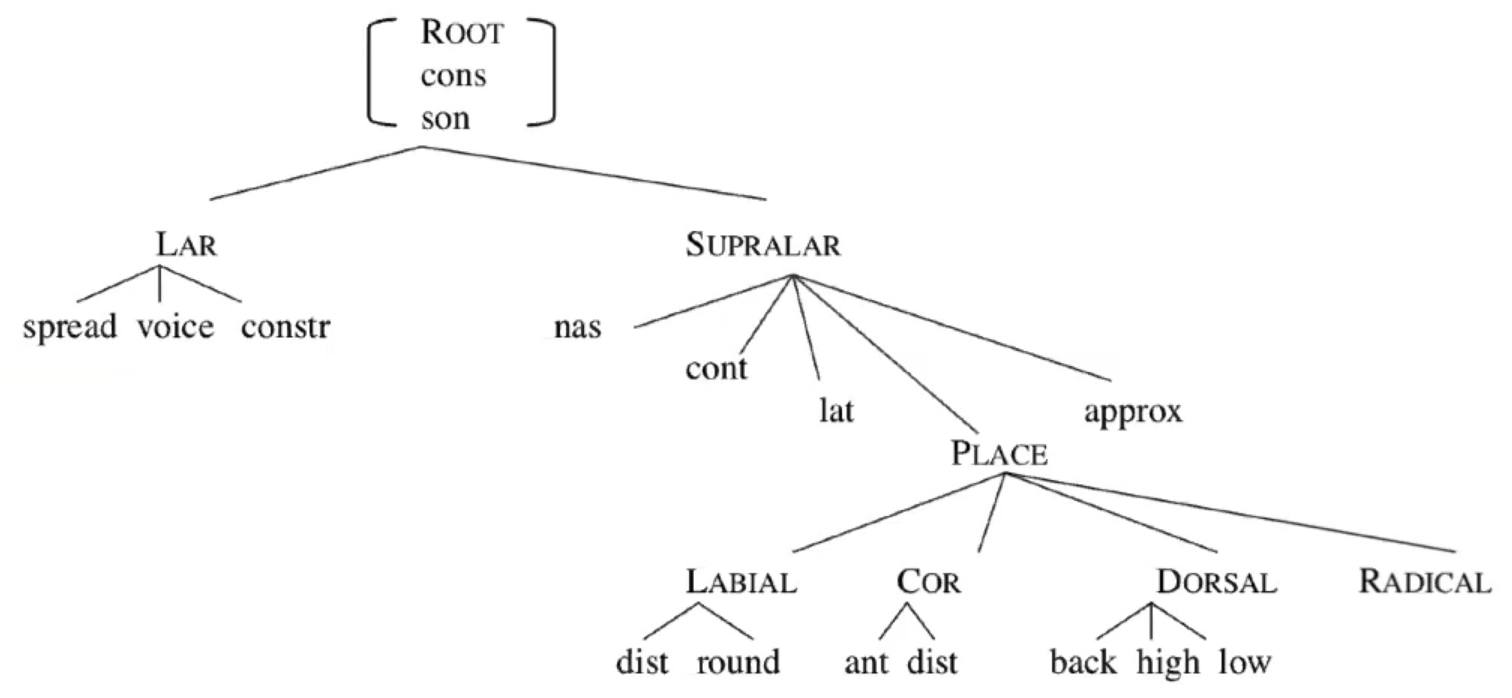 ROOT
cons
son
LAR SUPRALAR
spread voice constr nas
cont
lat approx
PLACE
LABIAL COR DORSAL RADICAL
dist round ant dist back high low